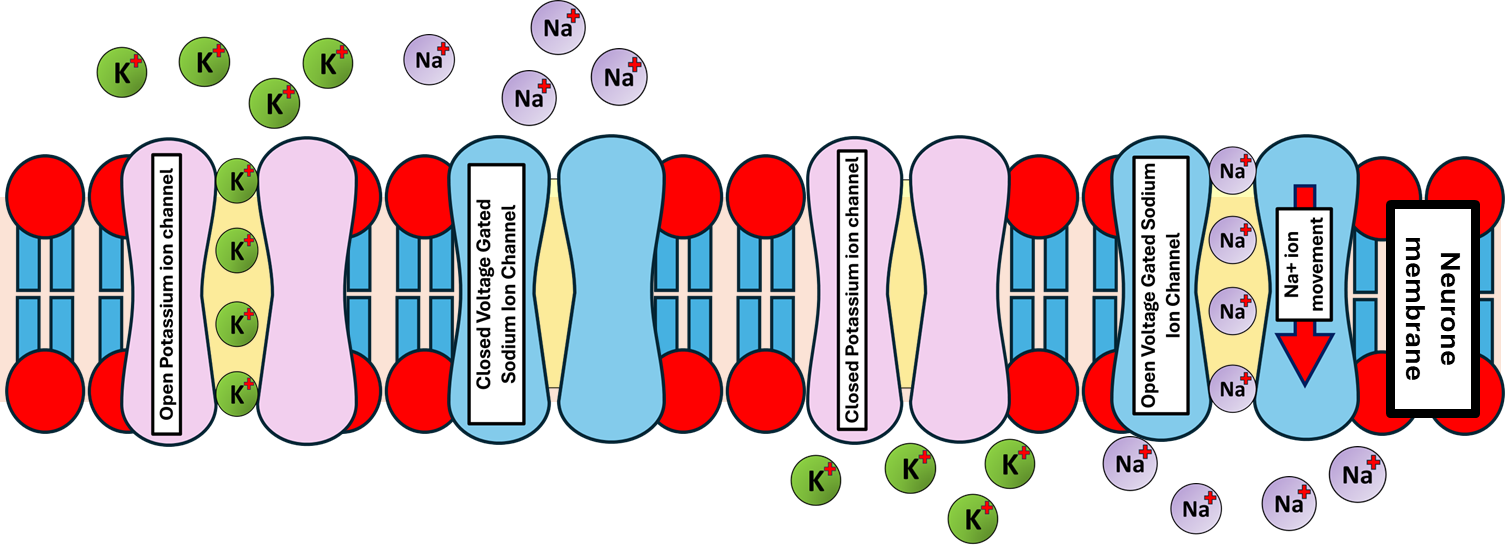 K+
K+
K+
K+
Na+
Na+
Na+
Na+
Open Potasium ion channel
K+
K+
K+
K+
Closed Voltage Gated
Sodium Ion Channel
Closed Potassium ion channel
Open Voltage Gated Sodium
Ion Channel
Na+
Na+
Na+
Na+
Na+ ion
movement
Neurone
membrane
K+
K+
K+
K+
Na+
Na+
Na+
Na+